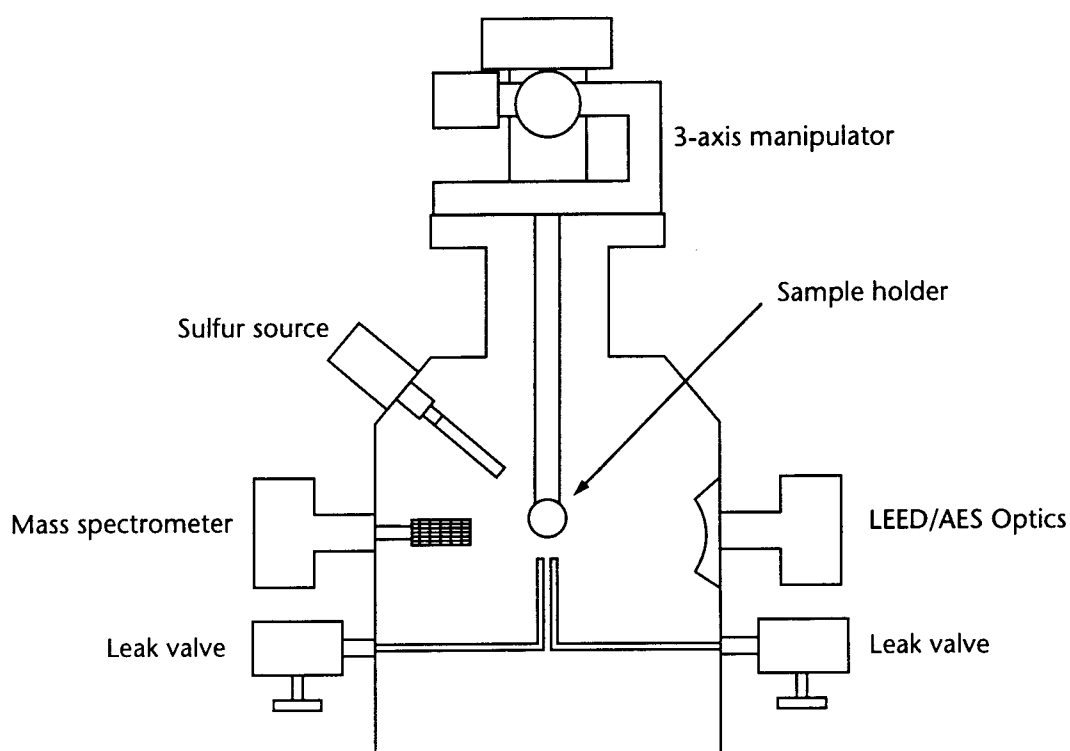 3-axis manipulator
Sample holder
Sulfur source
Mass spectrometer
LEED/AES Optics
Leak valve
Leak valve